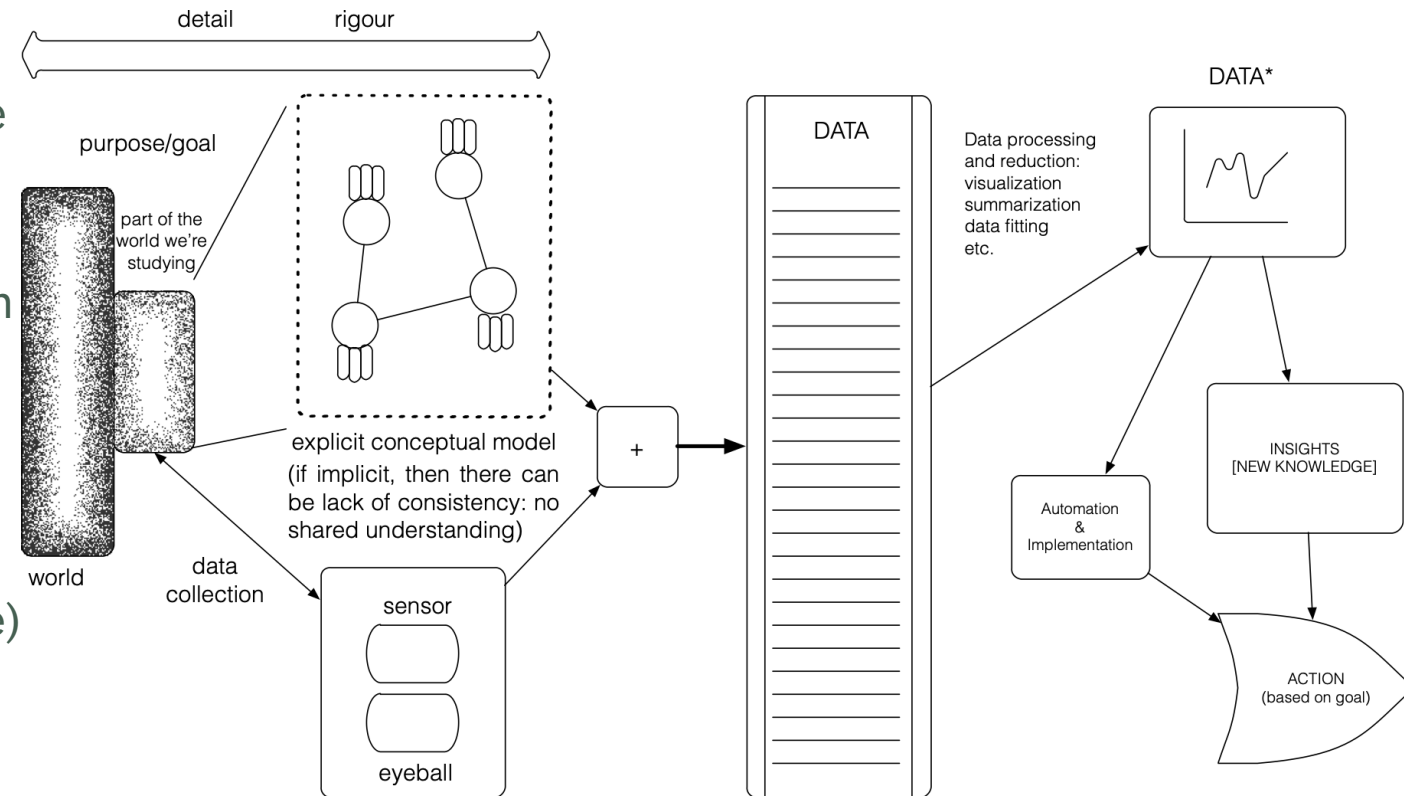 detail rigour
purpose/goal
part of the
world we're
studying
world
data
collection
explicit conceptual model
(if implicit, then there can
be lack of consistency: no
shared understanding)
sensor
eyeball
+
DATA
Data processing
and reduction:
visualization
summarization
data fitting
etc.
DATA*
INSIGHTS
[NEW KNOWLEDGE]
Automation
&
Implementation
ACTION
(based on goal)
e)